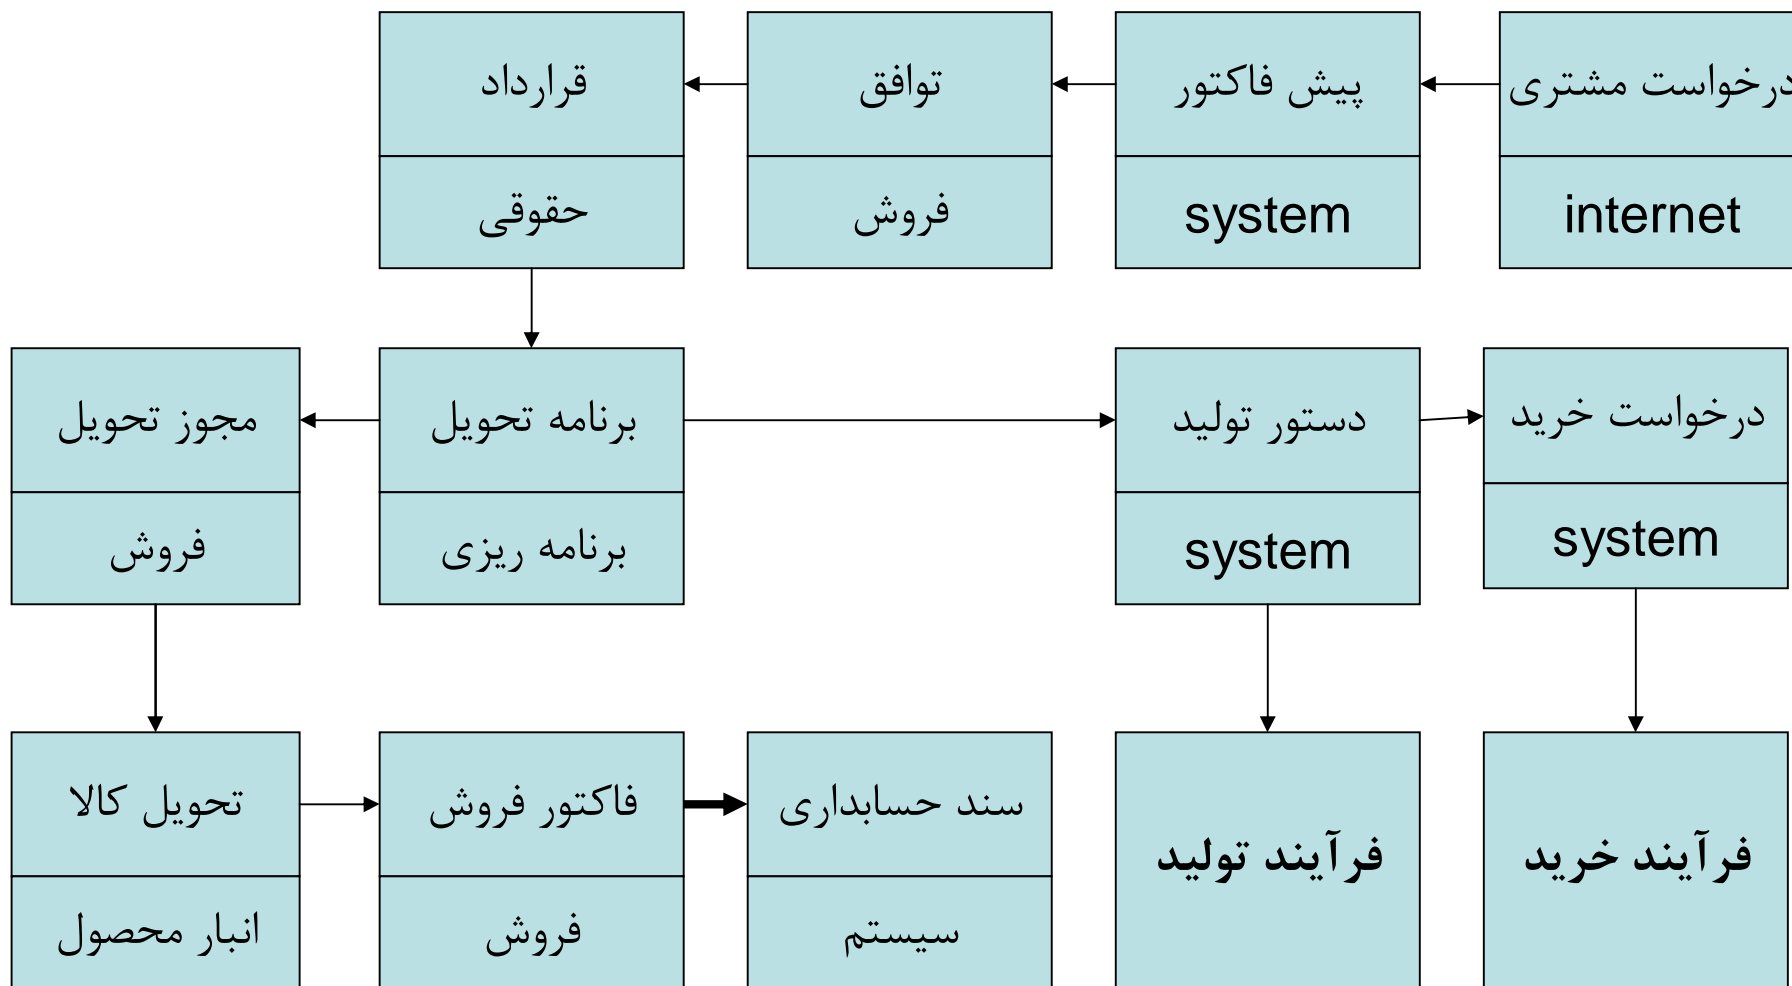 درخواست مشتری
internet
پیش فاکتور
system
توافق
فروش
قرارداد
حقوقی
درخواست خرید
system
دستور تولید
system
برنامه تحویل
برنامه ریزی
مجوز تحویل
فروش
فرآیند خرید
فرآیند تولید
سند حسابداری
سیستم
فاکتور فروش
فروش
تحویل کالا
انبار محصول